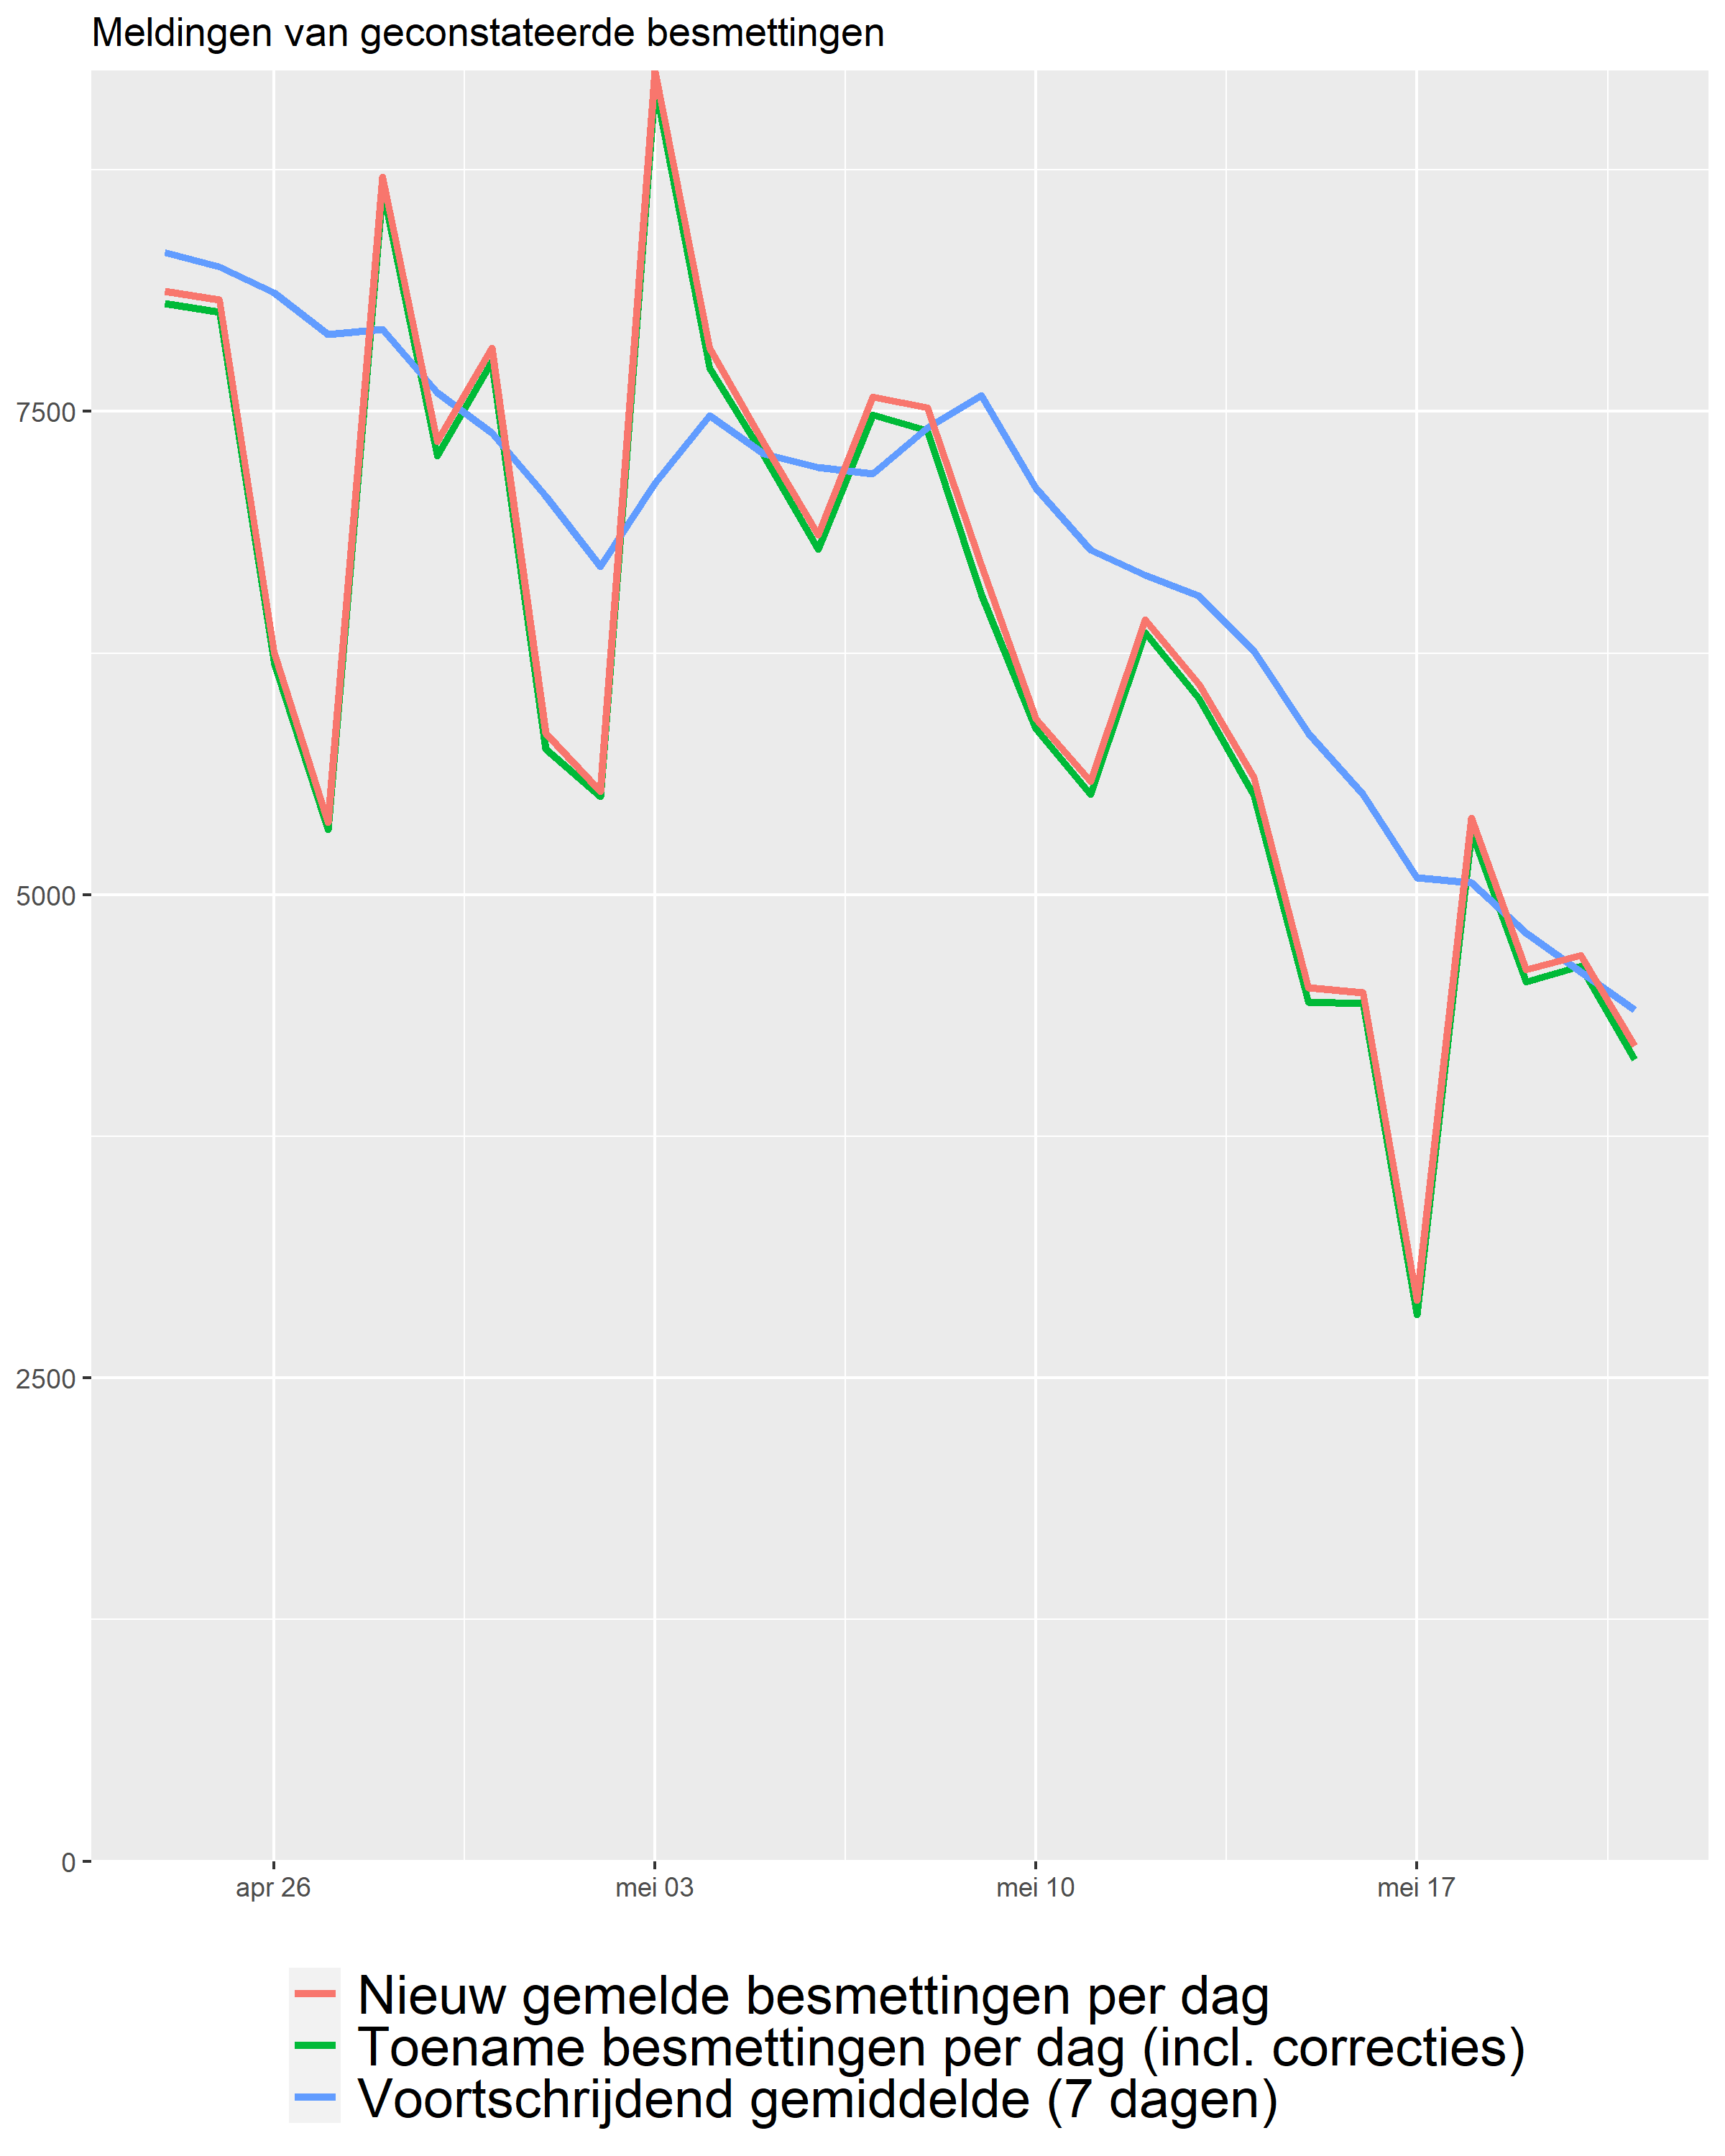 Meldingen van geconstateerde besmettingen
7500
5000
2500
0
apr 26
mei 03
mei 10
mei 17
Nieuw gemelde besmettingen per dag
Toename besmettingen per dag (incl. correcties)
Voortschrijdend gemiddelde (7 dagen)